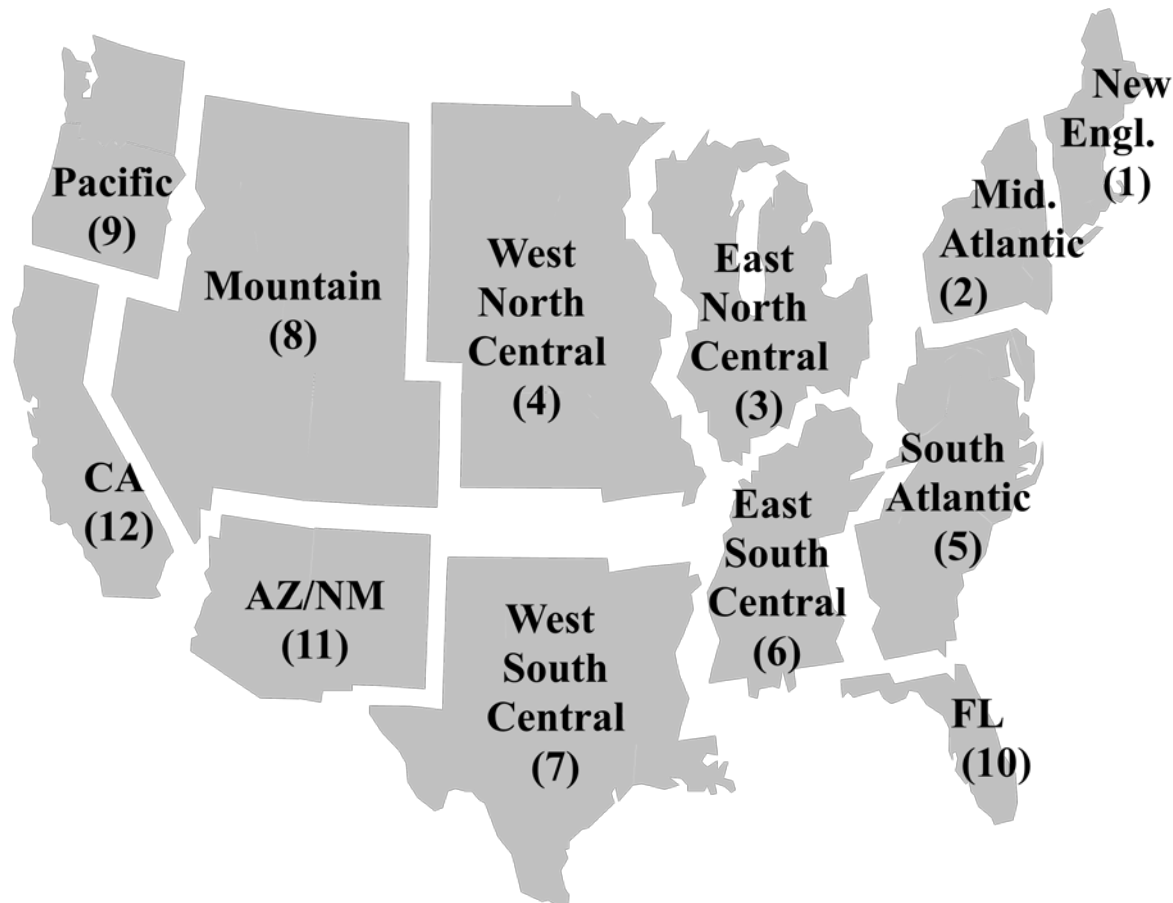 New
Engl.
(1)
Pacific
(9)
Mid.
Atlantic
(2)
Mountain
(8)
West
North
Central
(4)
East
North
Central
(3)
CA
(12)
South
Atlantic
(5)
East
South
Central
(6)
AZ/NM
(11)
West
South
Central
(7)
FL
(10)